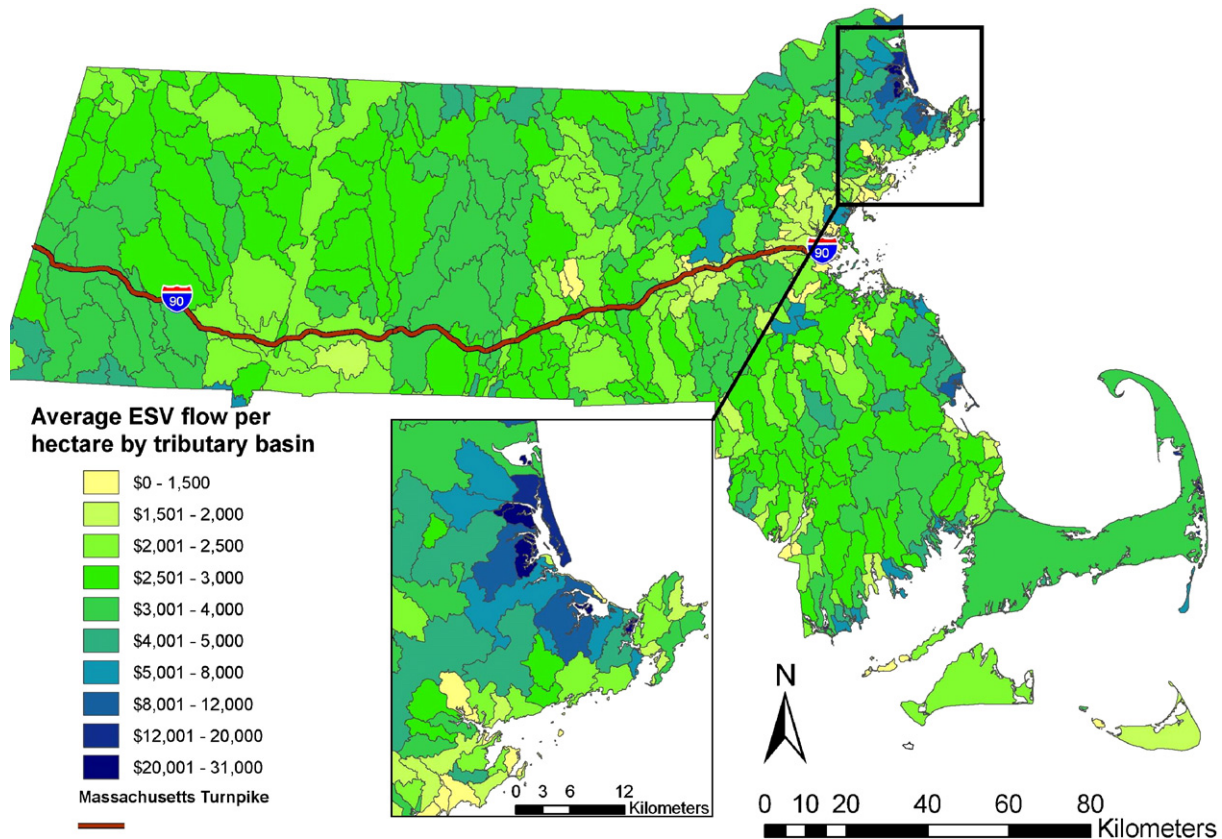 90
90
Average ESV flow per
hectare by tributary basin
$0 - 1,500
$1,501 - 2,000
$2,001 - 2,500
$2,501 - 3,000
$3,001 - 4,000
$4,001 - 5,000
$5,001 - 8,000
$8,001 - 12,000
$12,001 - 20,000
$20,001 - 31,000
Massachusetts Turnpike
0 3 6 12
Kilometers
N
0 10 20 40 60 80
Kilometers